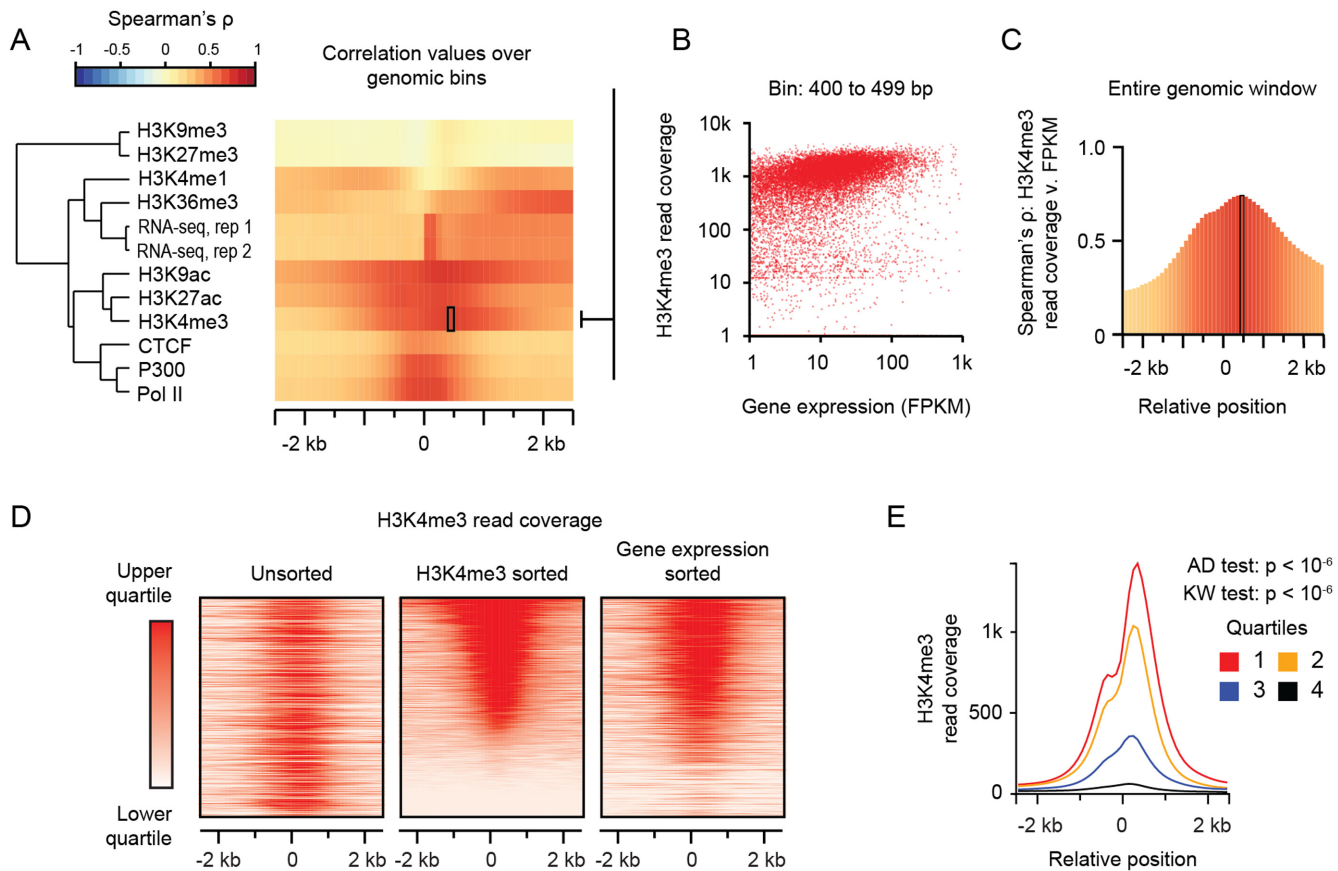 A
Spearman's ρ
-1 -0.5 0 0.5 1
Correlation values over
genomic bins
H3K9me3
H3K27me3
H3K4me1
H3K36me3
RNA-seq, rep 1
RNA-seq, rep 2
H3K9ac
H3K27ac
H3K4me3
CTCF
P300
Pol II
-2 kb 0 2 kb
B
Bin: 400 to 499 bp
H3K4me3 read coverage
10k
1k
100
10
1
1 10 100 1k
Gene expression (FPKM)
C
Entire genomic window
Spearman's ρ: H3K4me3
read coverage v. FPKM
1.0
0.5
0
-2 kb 0 2 kb
Relative position
D
H3K4me3 read coverage
Upper
quartile
Lower
quartile
Unsorted
H3K4me3 sorted
Gene expression
sorted
-2 kb 0 2 kb
-2 kb 0 2 kb
-2 kb 0 2 kb
E
H3K4me3
read coverage
1k
500
0
AD test: p < 10⁻⁶
KW test: p < 10⁻⁶
Quartiles
1 2
3 4
-2 kb 0 2 kb
Relative position